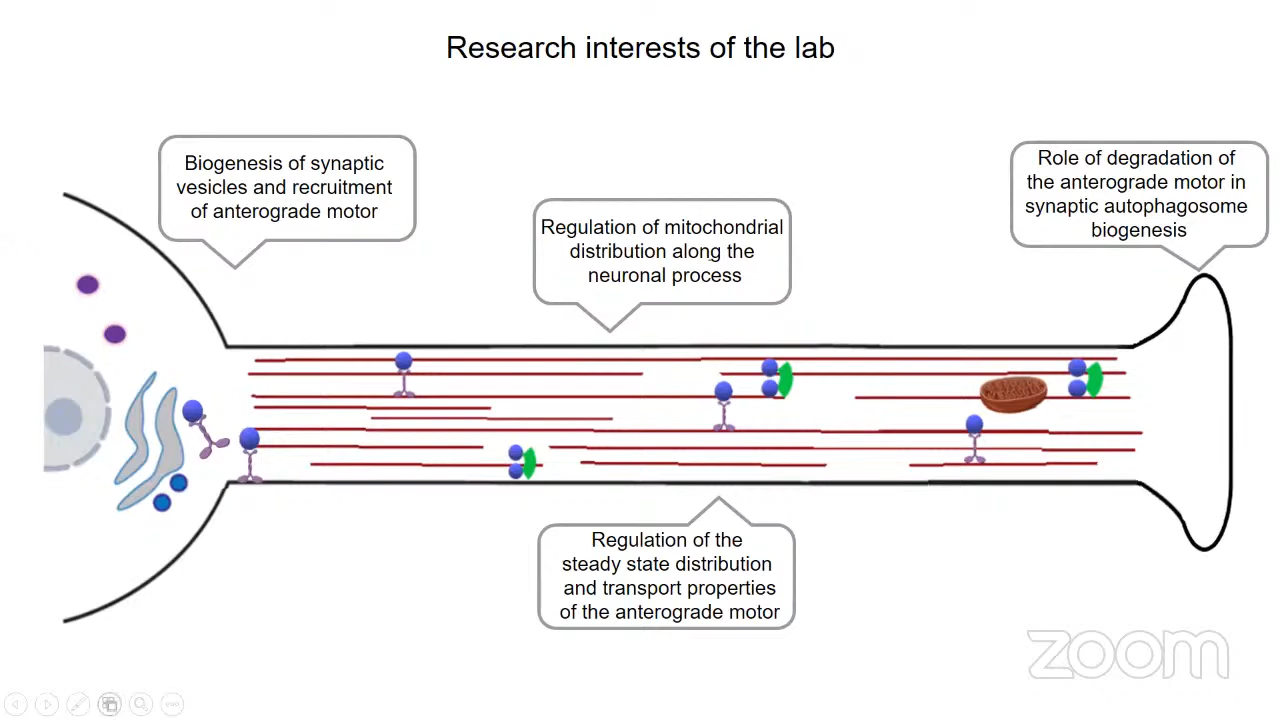 Research interests of the lab
Biogenesis of synaptic
vesicles and recruitment
of anterograde motor
Regulation of mitochondrial
distribution along the
neuronal process
Role of degradation of
the anterograde motor in
synaptic autophagosome
biogenesis
Regulation of the
steady state distribution
and transport properties
of the anterograde motor
zoom